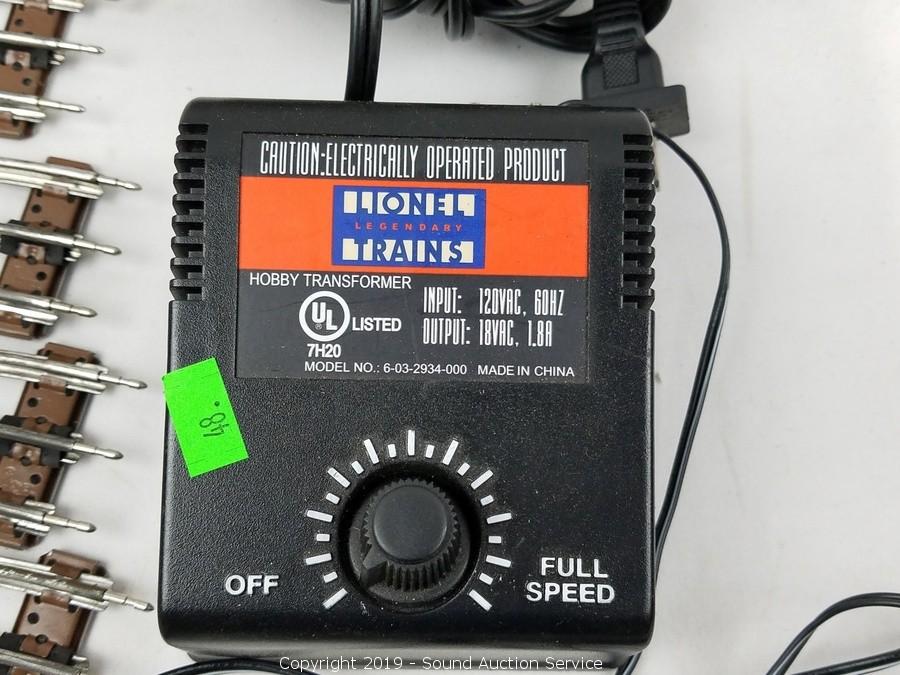 CAUTION:ELECTRICALLY OPERATED PRODUCT
LIONEL
LEGENDARY
TRAINS
HOBBY TRANSFORMER
INPUT: 120VAC, 60HZ
UL LISTED
OUTPUT: 18VAC, 1.8A
7H20
MODEL NO.: 6-03-2934-000 MADE IN CHINA
48.
OFF
FULL
SPEED
Copyright 2019 - Sound Auction Service